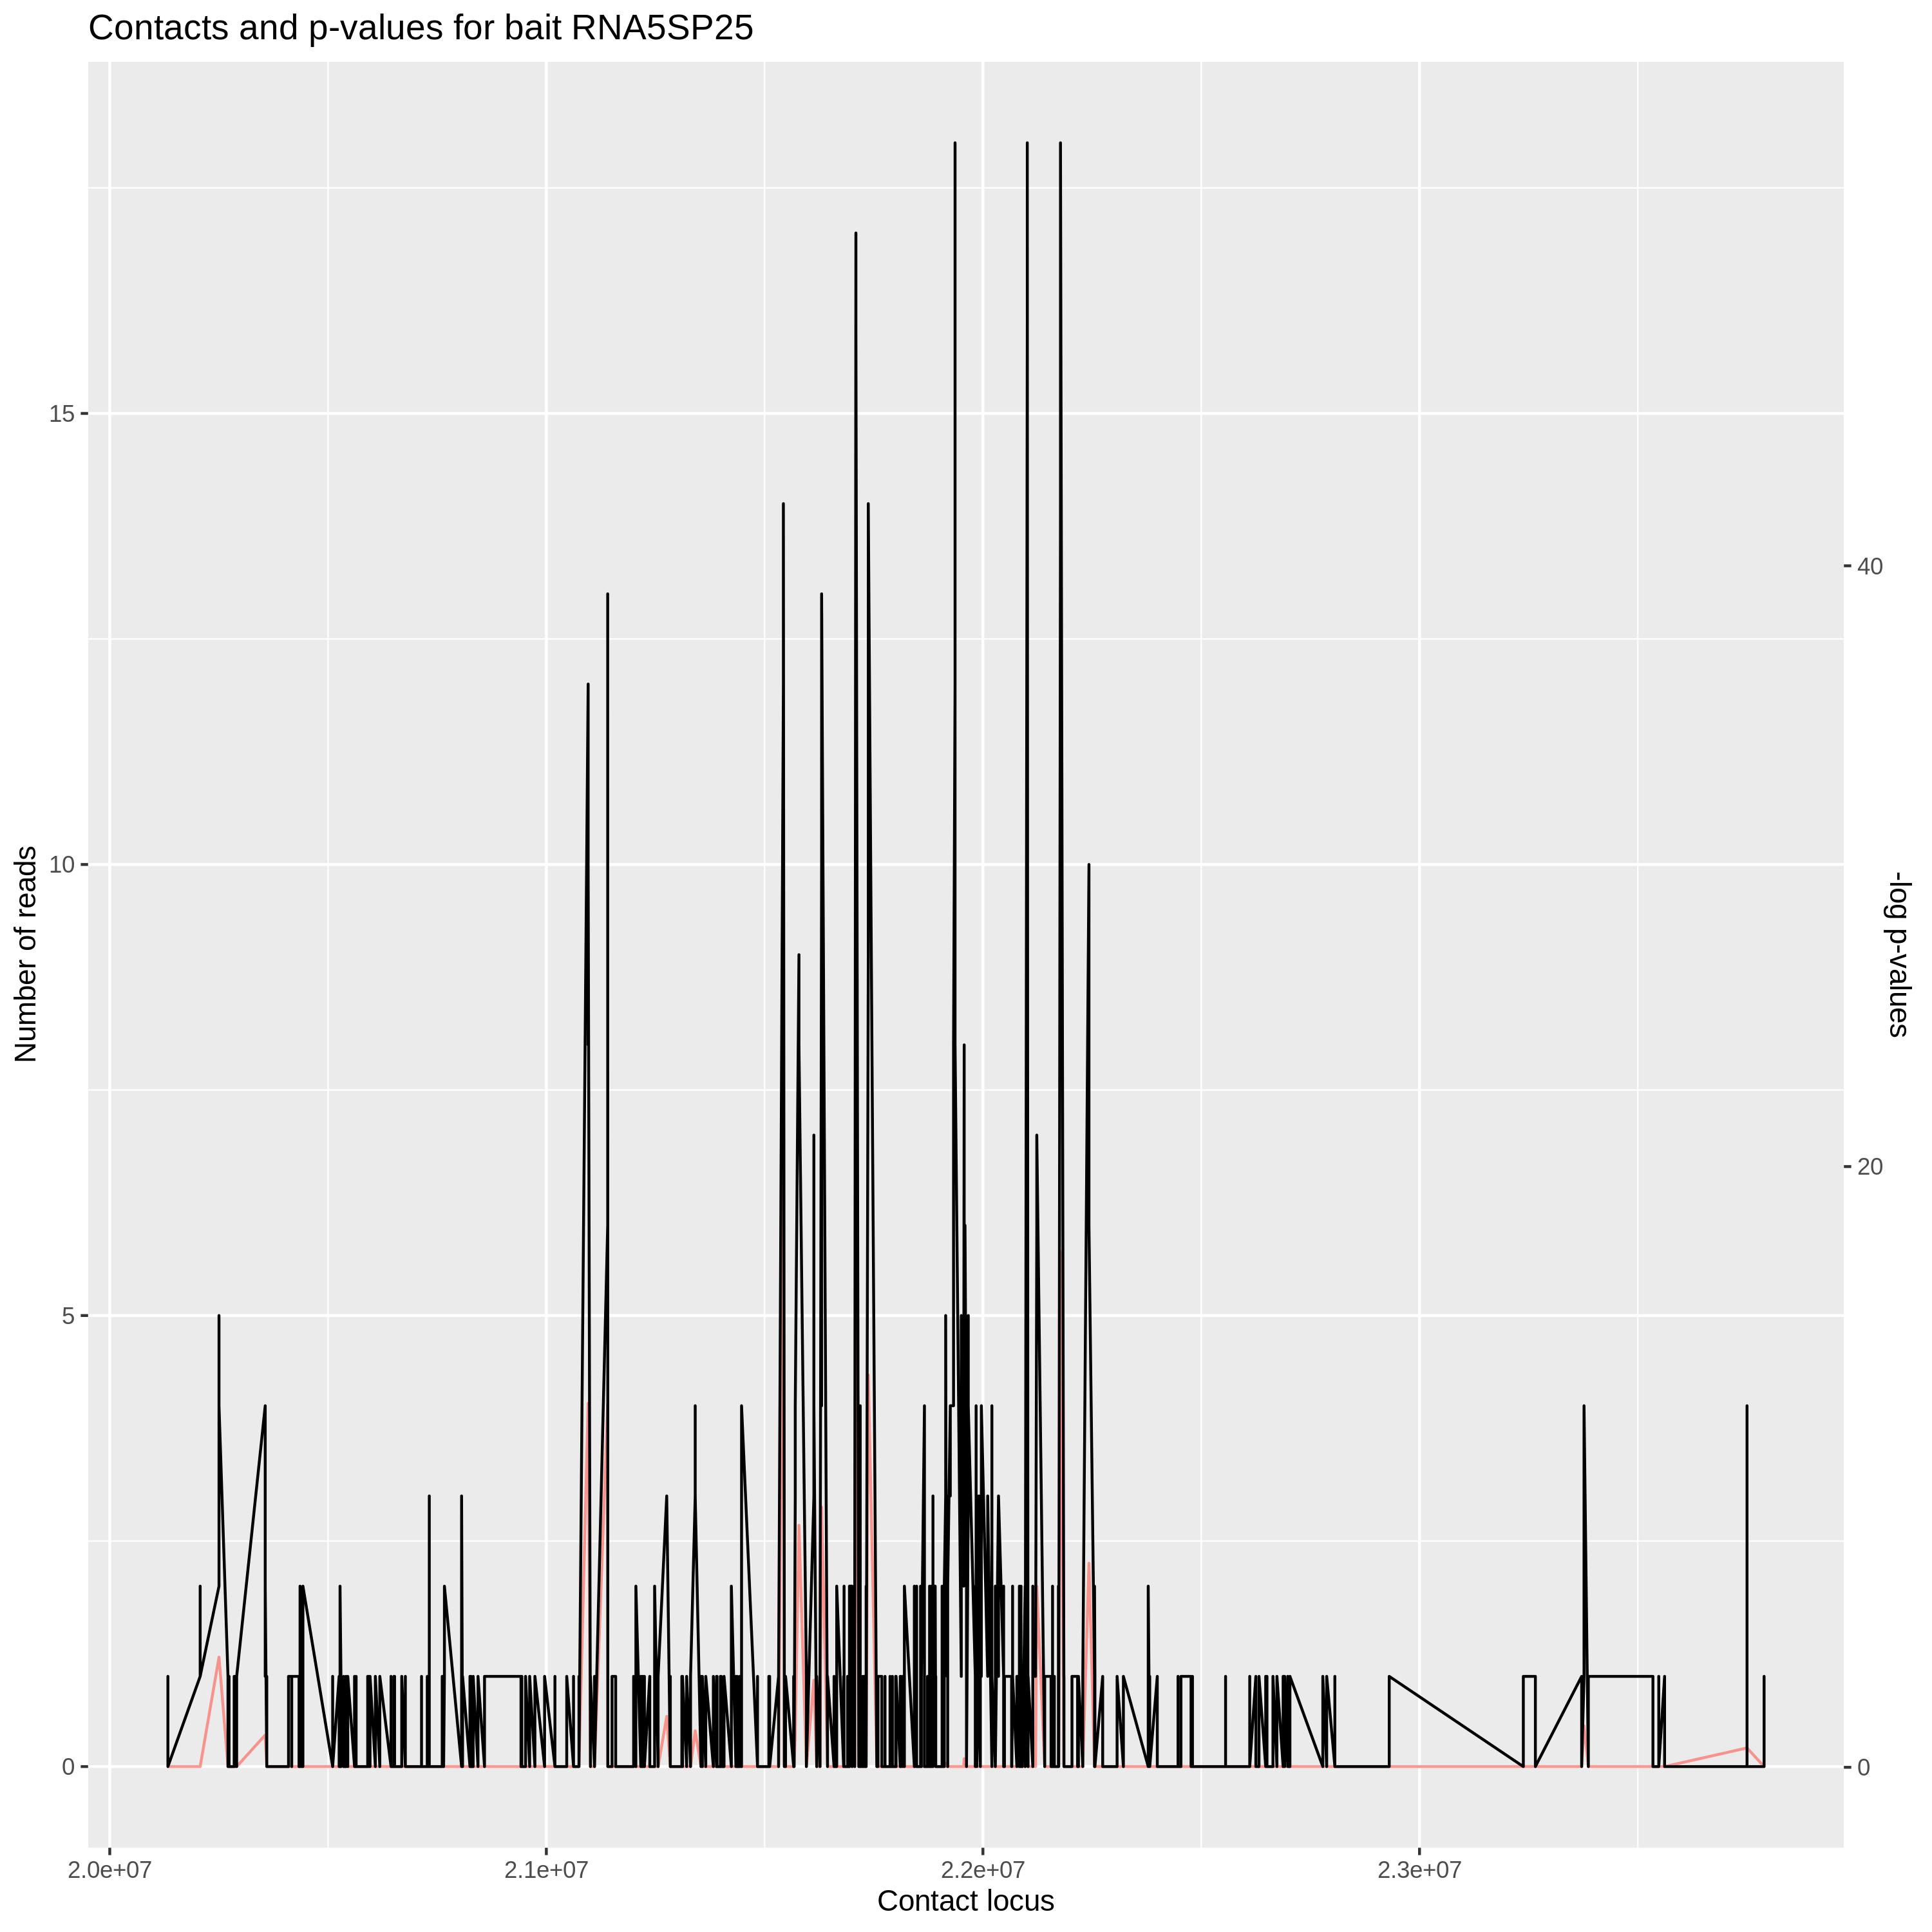 Contacts and p-values for bait RNA5SP25
15
10
5
0
Number of reads
40
20
0
-log p-values
2.0e+07
2.1e+07
2.2e+07
2.3e+07
Contact locus